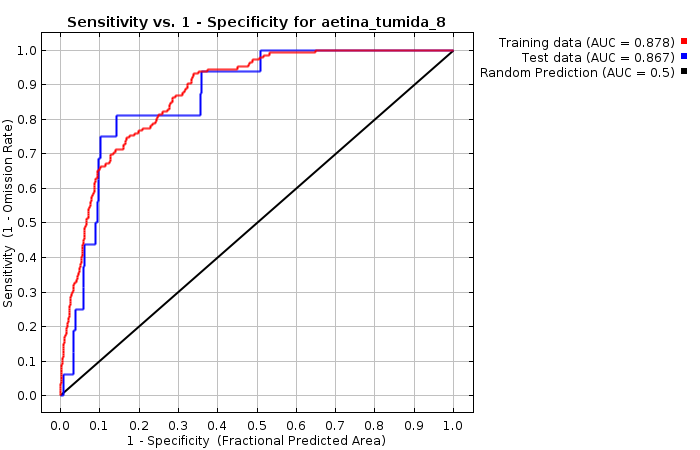 Sensitivity vs. 1 - Specificity for aetina_tumida_8
Training data (AUC = 0.878)
Test data (AUC = 0.867)
Random Prediction (AUC = 0.5)
Sensitivity (1 - Omission Rate)
1.0
0.9
0.8
0.7
0.6
0.5
0.4
0.3
0.2
0.1
0.0
0.0 0.1 0.2 0.3 0.4 0.5 0.6 0.7 0.8 0.9 1.0
1 - Specificity (Fractional Predicted Area)